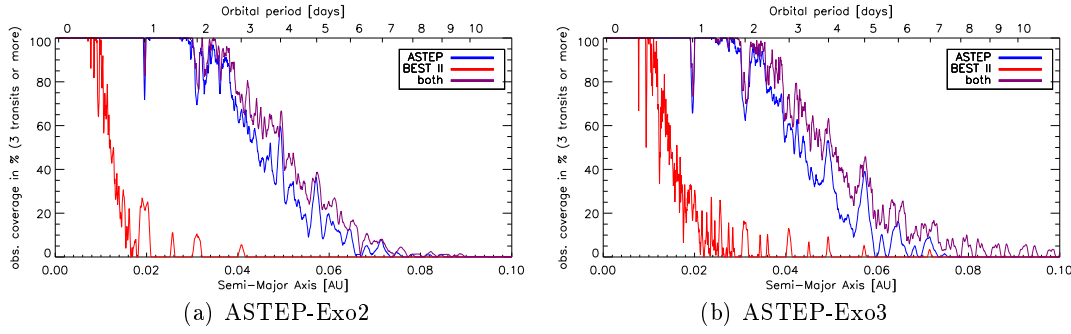 Orbital period [days]
0 1 2 3 4 5 6 7 8 9 10
100
80
60
40
20
0
obs. coverage in % (3 transits or more)
ASTEP
BEST II
both
0.00 0.02 0.04 0.06 0.08 0.10
Semi-Major Axis [AU]
(a) ASTEP-Exo2
Orbital period [days]
0 1 2 3 4 5 6 7 8 9 10
100
80
60
40
20
0
obs. coverage in % (3 transits or more)
ASTEP
BEST II
both
0.00 0.02 0.04 0.06 0.08 0.10
Semi-Major Axis [AU]
(b) ASTEP-Exo3